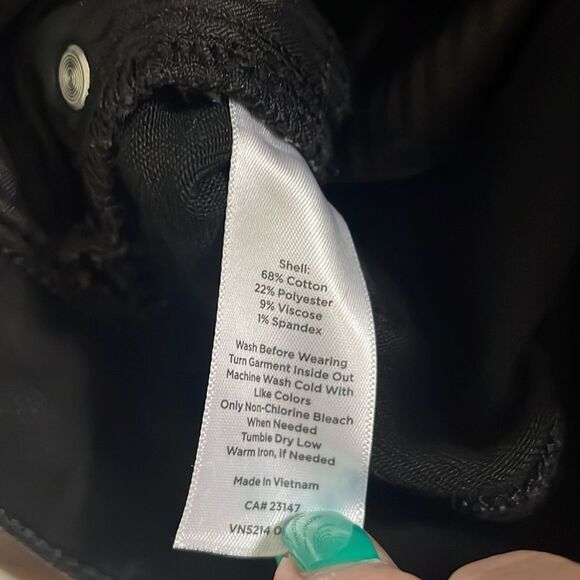 Shell:
68% Cotton
22% Polyester
9% Viscose
1% Spandex
Wash Before Wearing
Turn Garment Inside Out
Machine Wash Cold With
Like Colors
Only Non-Chlorine Bleach
When Needed
Tumble Dry Low
Warm Iron, If Needed
Made In Vietnam
CA# 23147
VN5214